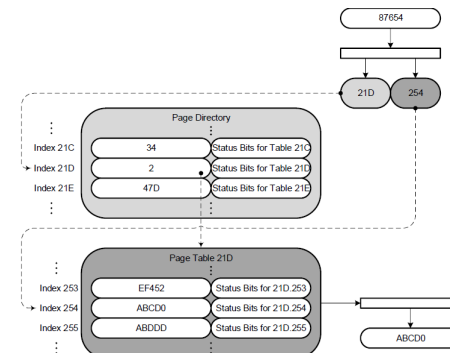 87654
21D 254
Page Directory
Index 21C 34 Status Bits for Table 21C
Index 21D 2 Status Bits for Table 21D
Index 21E 47D Status Bits for Table 21E
Page Table 21D
Index 253 EF452 Status Bits for 21D.253
Index 254 ABCD0 Status Bits for 21D.254
Index 255 ABDDD Status Bits for 21D.255
ABCD0